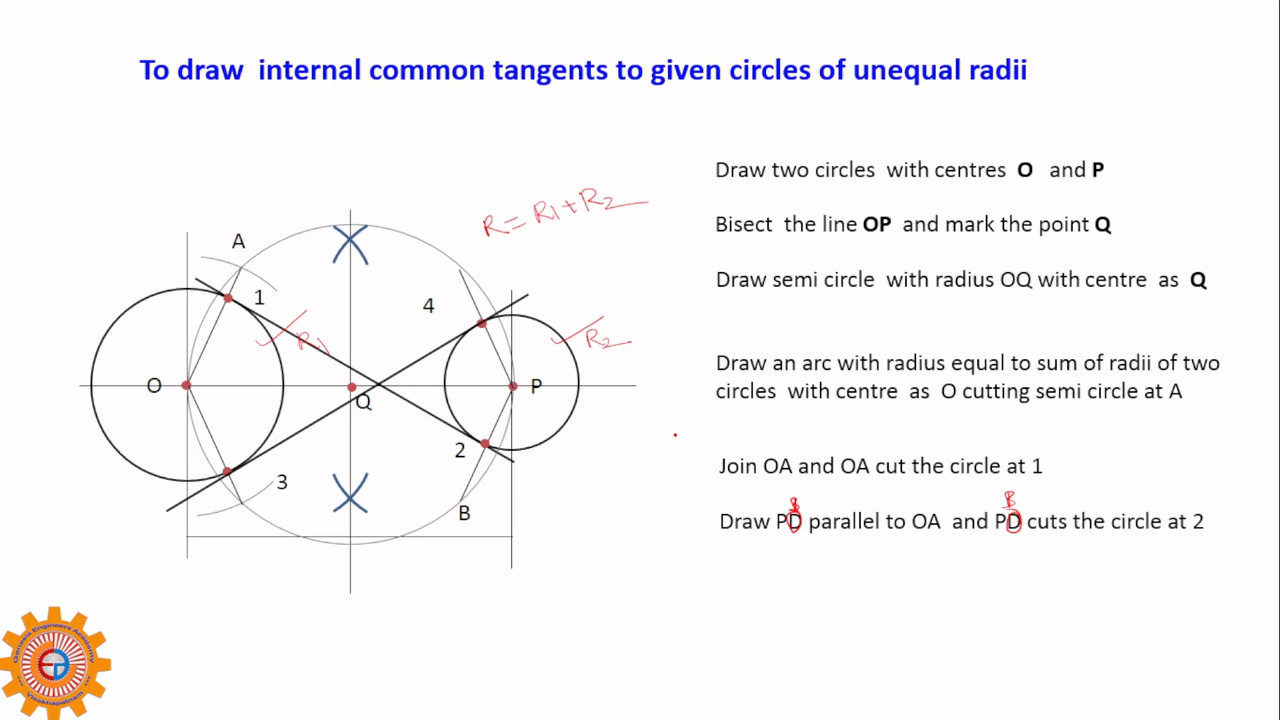 To draw internal common tangents to given circles of unequal radii
Draw two circles with centres O and P
R = R1 + R2
Bisect the line OP and mark the point Q
A
Draw semi circle with radius OQ with centre as Q
1
4
R1
R2
Draw an arc with radius equal to sum of radii of two
circles with centre as O cutting semi circle at A
O
P
Q
2
Join OA and OA cut the circle at 1
3
B
B B
Draw PD parallel to OA and PD cuts the circle at 2
Genesis Engineers Academy
Visakhapatnam